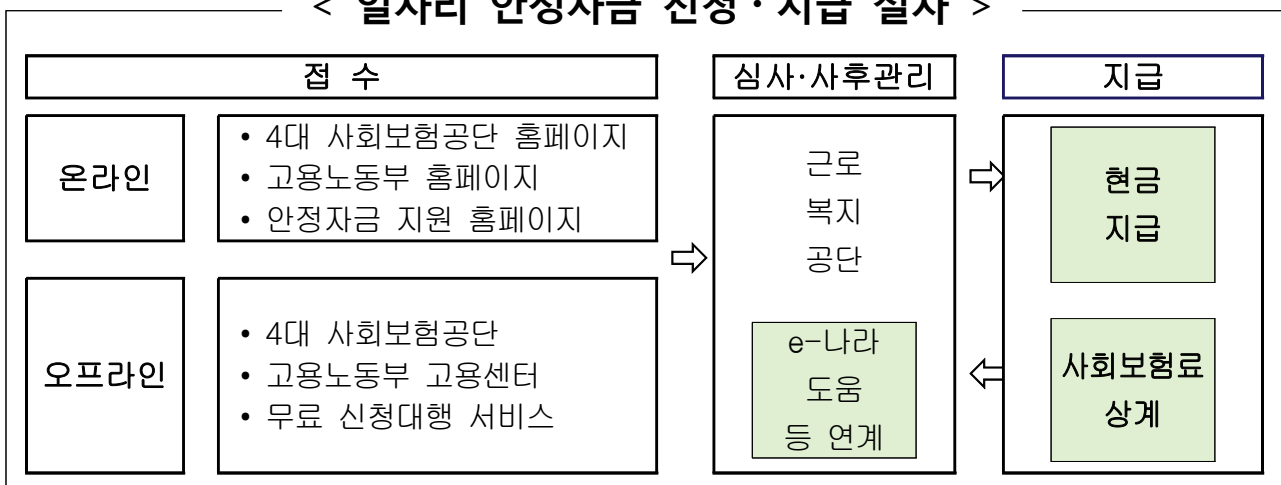 < 일자리 안정자금 신청·지급 절차 >
접 수
심사·사후관리
지급
온라인
• 4대 사회보험공단 홈페이지
• 고용노동부 홈페이지
• 안정자금 지원 홈페이지
오프라인
• 4대 사회보험공단
• 고용노동부 고용센터
• 무료 신청대행 서비스
근로
복지
공단
e-나라
도움
등 연계
현금
지급
사회보험료
상계